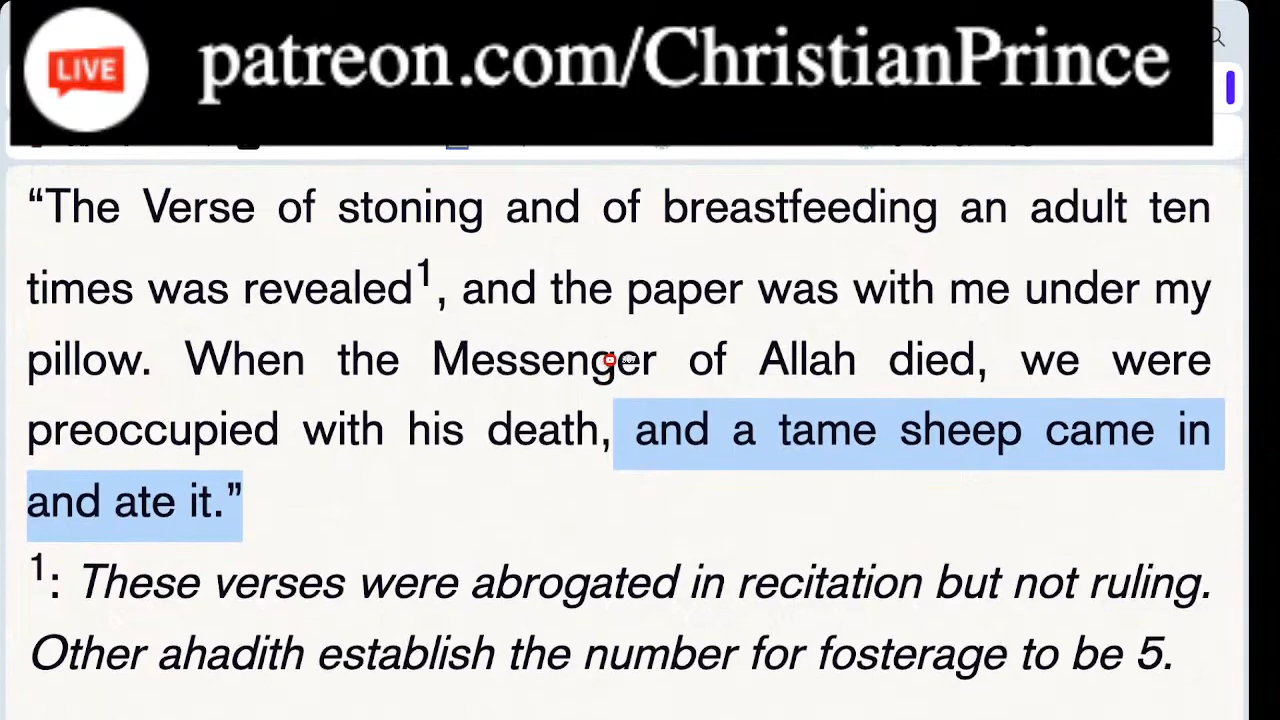 LIVE
patreon.com/ChristianPrince
“The Verse of stoning and of breastfeeding an adult ten
times was revealed¹, and the paper was with me under my
pillow. When the Messenger of Allah died, we were
preoccupied with his death, and a tame sheep came in
and ate it.”
¹: These verses were abrogated in recitation but not ruling.
Other ahadith establish the number for fosterage to be 5.